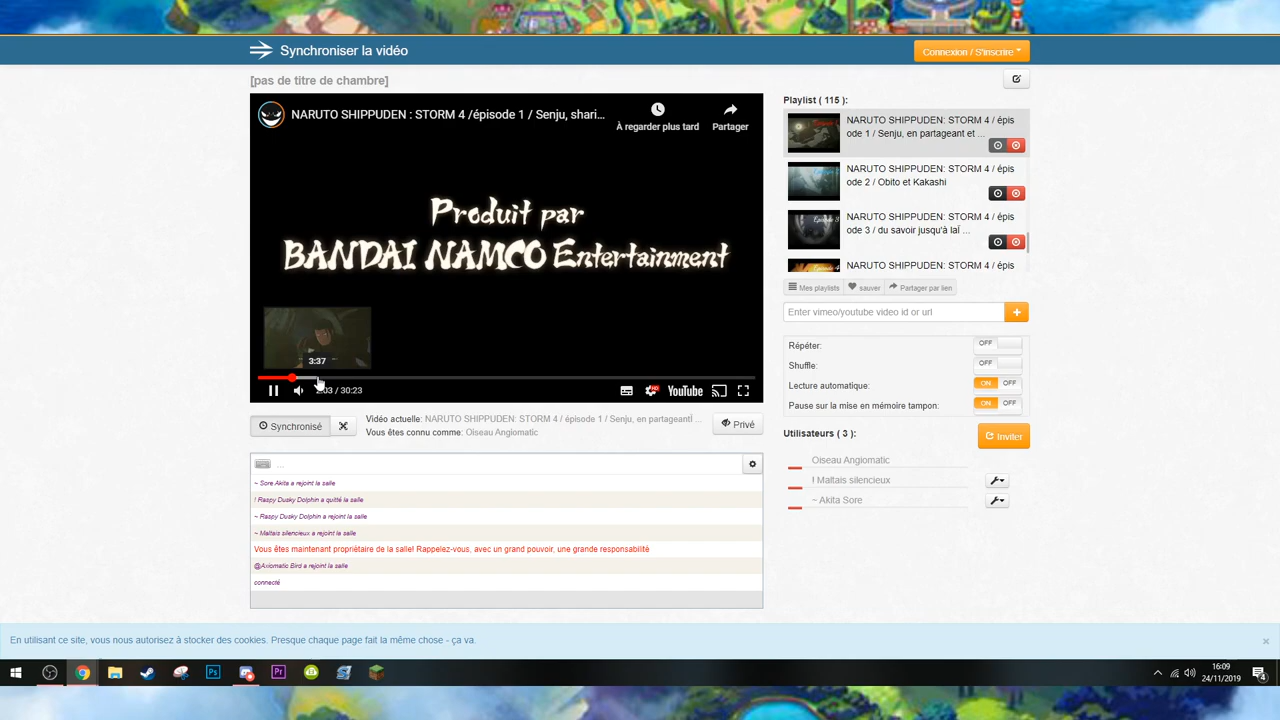 Synchroniser la vidéo
Connexion / S'inscrire
[pas de titre de chambre]
NARUTO SHIPPUDEN : STORM 4 /épisode 1 / Senju, shari...
À regarder plus tard
Partager
Produit par
BANDAI NAMCO Entertainment
3:37
/ 30:23
HD
YouTube
Playlist ( 115 ):
NARUTO SHIPPUDEN: STORM 4 / épis
ode 1 / Senju, en partageant et ...
NARUTO SHIPPUDEN: STORM 4 / épis
ode 2 / Obito et Kakashi
NARUTO SHIPPUDEN: STORM 4 / épis
ode 3 / du savoir jusqu'à laÎ ...
NARUTO SHIPPUDEN: STORM 4 / épis
Mes playlists
sauver
Partager par lien
Enter vimeo/youtube video id or url
Répéter:
OFF
Shuffle:
OFF
Lecture automatique:
ON OFF
Pause sur la mise en mémoire tampon:
ON OFF
Utilisateurs ( 3 ):
Inviter
Oiseau Angiomatic
! Maltais silencieux
~ Akita Sore
Synchronisé
Vidéo actuelle: NARUTO SHIPPUDEN: STORM 4 / épisode 1 / Senju, en partageantÎ ...
Vous êtes connu comme: Oiseau Angiomatic
Privé
...
~ Sore Akita a rejoint la salle
! Raspy Dusky Dolphin a quitté la salle
~ Raspy Dusky Dolphin a rejoint la salle
~ Maltais silencieux a rejoint la salle
Vous êtes maintenant propriétaire de la salle! Rappelez-vous, avec un grand pouvoir, une grande responsabilité
@Axiomatic Bird a rejoint la salle
connecté
En utilisant ce site, vous nous autorisez à stocker des cookies. Presque chaque page fait la même chose - ça va.
×
Ps
Pr
16:09
24/11/2019
4